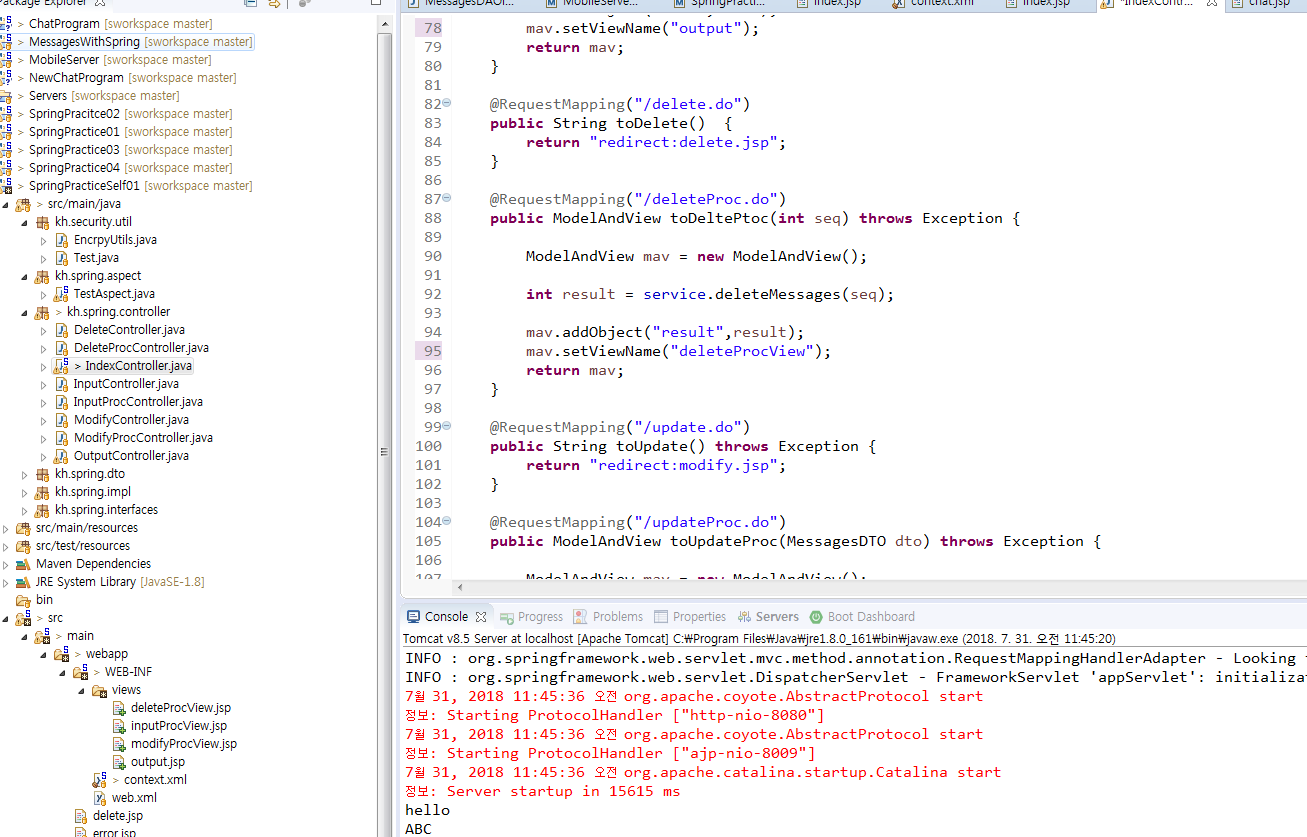 Package Explorer
ChatProgram [sworkspace master]
> MessagesWithSpring [sworkspace master]
> MobileServer [sworkspace master]
> NewChatProgram [sworkspace master]
> Servers [sworkspace master]
> SpringPracitce02 [sworkspace master]
> SpringPractice01 [sworkspace master]
> SpringPractice03 [sworkspace master]
> SpringPractice04 [sworkspace master]
> SpringPracticeSelf01 [sworkspace master]
> src/main/java
kh.security.util
EncrpyUtils.java
Test.java
kh.spring.aspect
TestAspect.java
> kh.spring.controller
DeleteController.java
DeleteProcController.java
> IndexController.java
InputController.java
InputProcController.java
ModifyController.java
ModifyProcController.java
OutputController.java
kh.spring.dto
kh.spring.impl
kh.spring.interfaces
src/main/resources
src/test/resources
Maven Dependencies
JRE System Library [JavaSE-1.8]
bin
> src
> main
> webapp
> WEB-INF
views
deleteProcView.jsp
inputProcView.jsp
modifyProcView.jsp
output.jsp
> context.xml
web.xml
delete.jsp
error.jsp
MessagesDAOI... MobileServe... SpringPracti... index.jsp context.xml index.jsp *IndexContr... chat.jsp
78 mav.setViewName("output");
79 return mav;
80 }
81
82 @RequestMapping("/delete.do")
83 public String toDelete() {
84 return "redirect:delete.jsp";
85 }
86
87 @RequestMapping("/deleteProc.do")
88 public ModelAndView toDeltePtoc(int seq) throws Exception {
89
90 ModelAndView mav = new ModelAndView();
91
92 int result = service.deleteMessages(seq);
93
94 mav.addObject("result",result);
95 mav.setViewName("deleteProcView");
96 return mav;
97 }
98
99 @RequestMapping("/update.do")
100 public String toUpdate() throws Exception {
101 return "redirect:modify.jsp";
102 }
103
104 @RequestMapping("/updateProc.do")
105 public ModelAndView toUpdateProc(MessagesDTO dto) throws Exception {
106
107 ModelAndView mav = new ModelAndView();
Console Progress Problems Properties Servers Boot Dashboard
Tomcat v8.5 Server at localhost [Apache Tomcat] C:₩Program Files₩Java₩jre1.8.0_161₩bin₩javaw.exe (2018. 7. 31. 오전 11:45:20)
INFO : org.springframework.web.servlet.mvc.method.annotation.RequestMappingHandlerAdapter - Looking
INFO : org.springframework.web.servlet.DispatcherServlet - FrameworkServlet 'appServlet': initializat
7월 31, 2018 11:45:36 오전 org.apache.coyote.AbstractProtocol start
정보: Starting ProtocolHandler ["http-nio-8080"]
7월 31, 2018 11:45:36 오전 org.apache.coyote.AbstractProtocol start
정보: Starting ProtocolHandler ["ajp-nio-8009"]
7월 31, 2018 11:45:36 오전 org.apache.catalina.startup.Catalina start
정보: Server startup in 15615 ms
hello
ABC